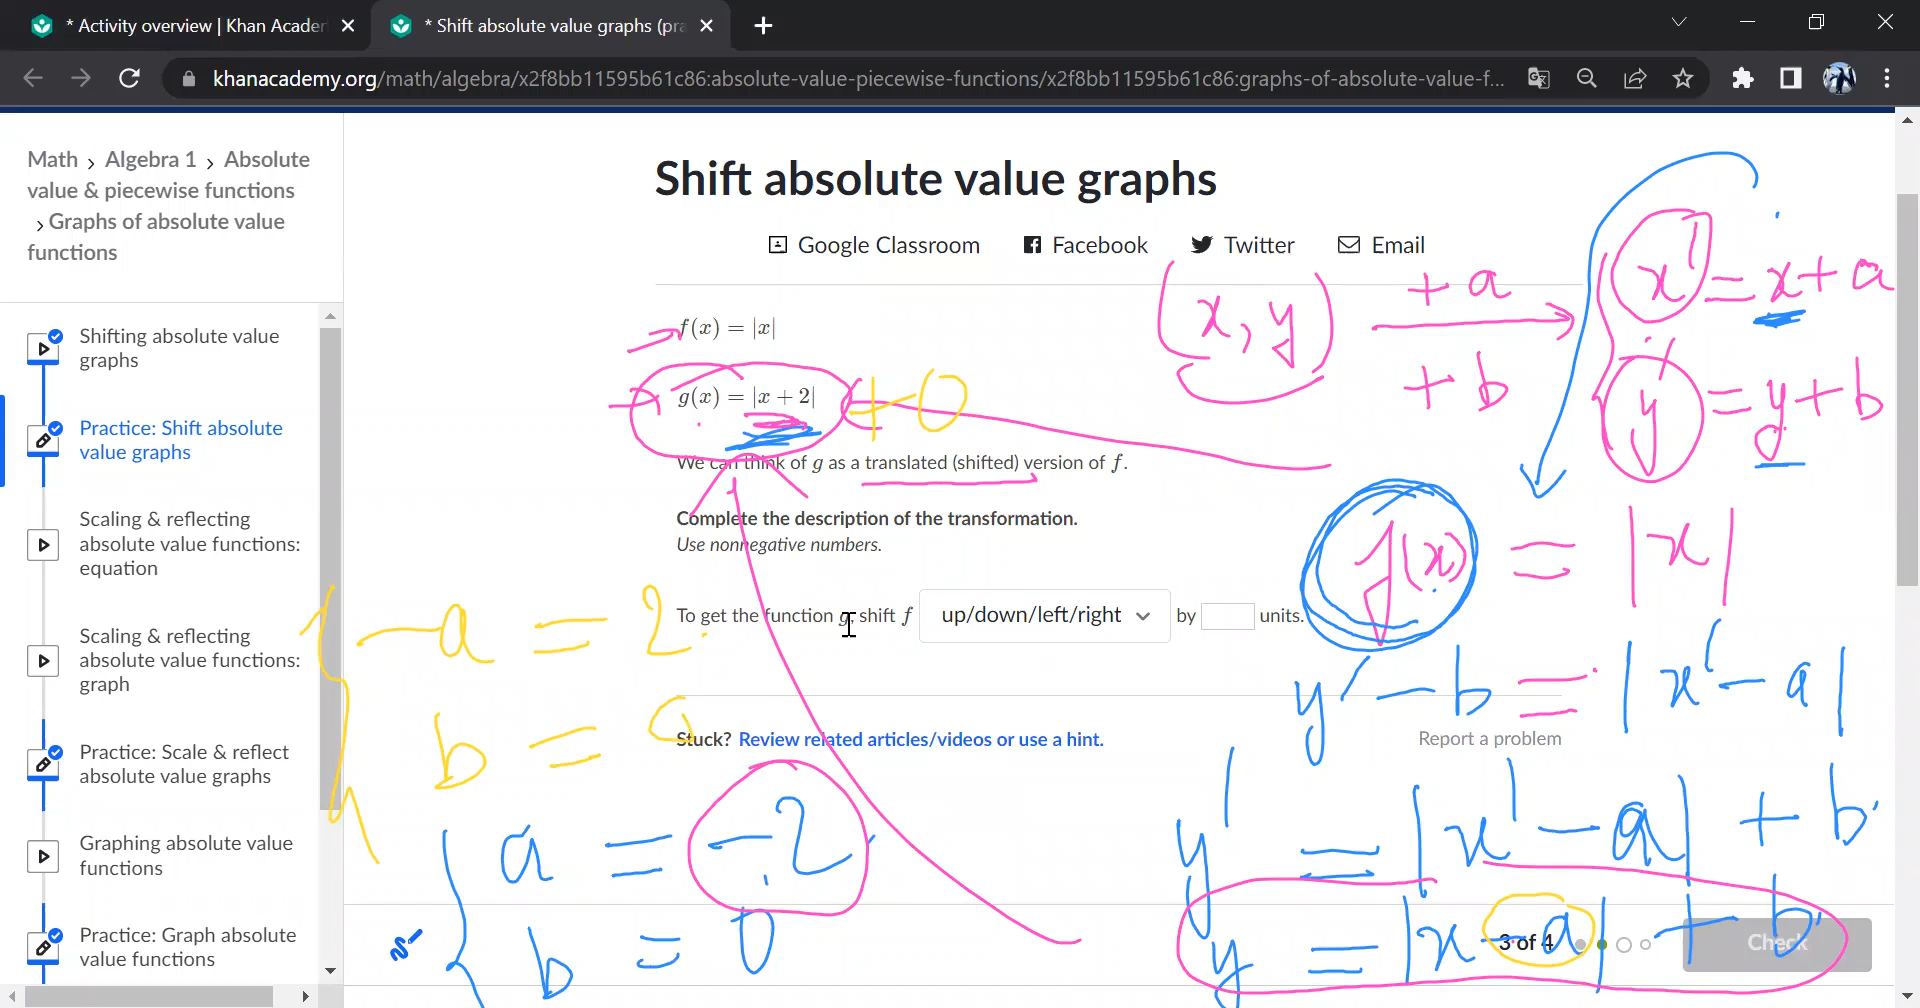 * Activity overview | Khan Acade
* Shift absolute value graphs (pra
khanacademy.org/math/algebra/x2f8bb11595b61c86:absolute-value-piecewise-functions/x2f8bb11595b61c86:graphs-of-absolute-value-f...
Math > Algebra 1 > Absolute
value & piecewise functions
> Graphs of absolute value
functions
Shifting absolute value
graphs
Practice: Shift absolute
value graphs
Scaling & reflecting
absolute value functions:
equation
Scaling & reflecting
absolute value functions:
graph
Practice: Scale & reflect
absolute value graphs
Graphing absolute value
functions
Practice: Graph absolute
value functions
Shift absolute value graphs
Google Classroom Facebook Twitter Email
f(x) = |x|
g(x) = |x + 2| + 0
We can think of g as a translated (shifted) version of f.
Complete the description of the transformation.
Use nonnegative numbers.
To get the function g, shift f up/down/left/right by units.
Stuck? Review related articles/videos or use a hint.
Report a problem
3 of 4
Check
(x, y) + a + b
x' = x + a
y' = y + b
f(x) = |x|
y' - b = |x' - a|
y' = |x' - a| + b
y = |x - a| + b
-a = 2
b = 0
a = -2
b = 0